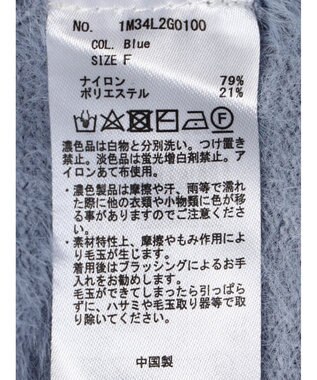 No. 1M34L2G0100
COL. Blue
SIZE F
ナイロン 79%
ポリエステル 21%
濃色品は白物と分別洗い。つけ置き
禁止。淡色品は蛍光増白剤禁止。ア
イロンあて布使用。
・濃色製品は摩擦や汗、雨等で濡れ
た際に他の衣類や小物類に色が移
る事がありますのでご注意くださ
い。
・素材特性上、摩擦やもみ作用によ
り毛玉が生じます。
着用後はブラッシングによるお手
入れをお勧めします。
毛玉ができてしまったら引っぱら
ずに、ハサミや毛玉取り器等で取
り除いてください。
中国製